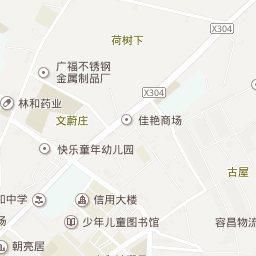 X304
荷树下
广福不锈钢
金属制品厂
X304
林和药业
文蔚庄
佳艳商场
快乐童年幼儿园
古屋
和中学
信用大楼
场
少年儿童图书馆
容昌物流
朝亮居